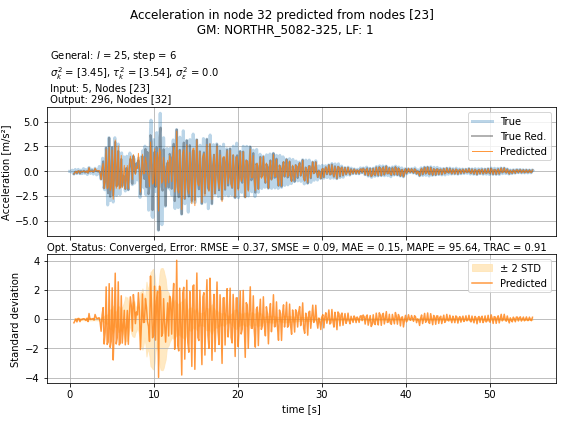 Acceleration in node 32 predicted from nodes [23]
GM: NORTHR_5082-325, LF: 1
General: l = 25, step = 6
σ²ₖ = [3.45], τ²ₖ = [3.54], σ²ε = 0.0
Input: 5, Nodes [23]
Output: 296, Nodes [32]
Acceleration [m/s²]
5.0
2.5
0.0
−2.5
−5.0
True
True Red.
Predicted
Opt. Status: Converged, Error: RMSE = 0.37, SMSE = 0.09, MAE = 0.15, MAPE = 95.64, TRAC = 0.91
Standard deviation
4
2
0
−2
−4
± 2 STD
Predicted
0 10 20 30 40 50
time [s]